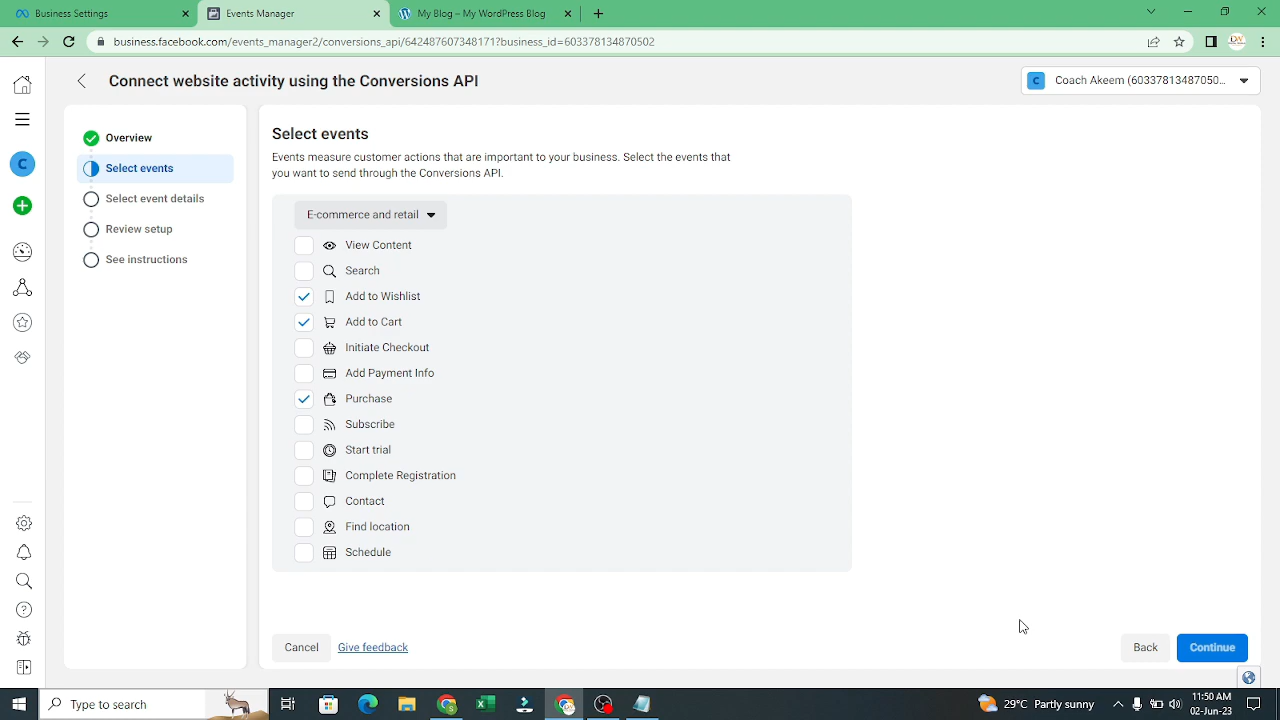 Business Settings
Events Manager
My Blog – My WordPress Blog
business.facebook.com/events_manager2/conversions_api/642487607348171?business_id=603378134870502
Connect website activity using the Conversions API
C
Coach Akeem (60337813487050...
C
Overview
Select events
Select event details
Review setup
See instructions
Select events
Events measure customer actions that are important to your business. Select the events that
you want to send through the Conversions API.
E-commerce and retail
View Content
Search
Add to Wishlist
Add to Cart
Initiate Checkout
Add Payment Info
Purchase
Subscribe
Start trial
Complete Registration
Contact
Find location
Schedule
Cancel
Give feedback
Back
Continue
Type to search
29°C Partly sunny
11:50 AM
02-Jun-23